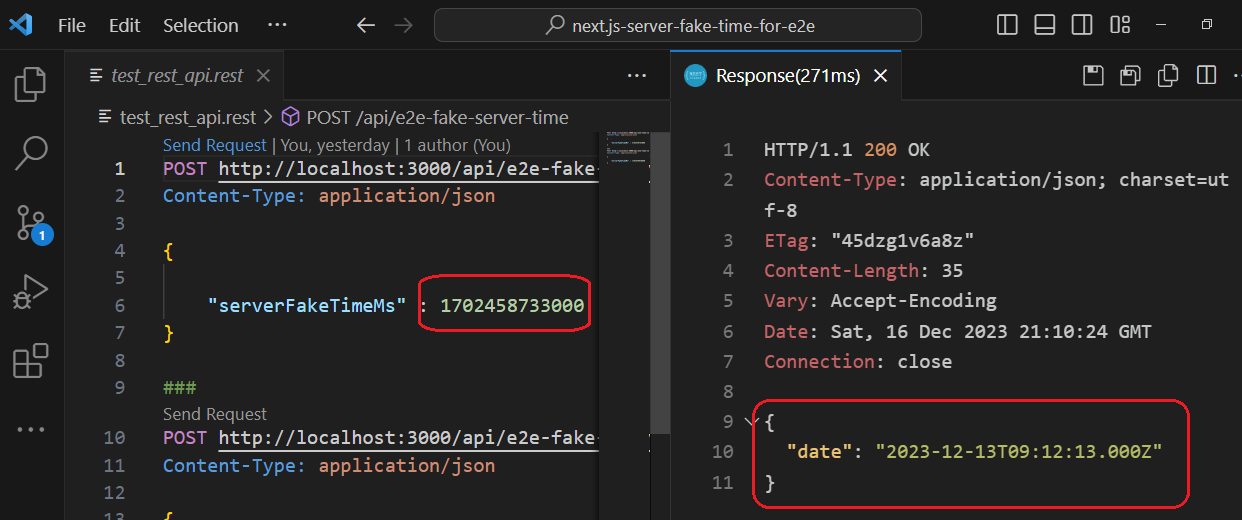 File Edit Selection ··· next.js-server-fake-time-for-e2e
test_rest_api.rest
test_rest_api.rest > POST /api/e2e-fake-server-time
Send Request | You, yesterday | 1 author (You)
1 POST http://localhost:3000/api/e2e-fake-
2 Content-Type: application/json
3
4 {
5
6 "serverFakeTimeMs" : 1702458733000
7 }
8
9 ###
Send Request
10 POST http://localhost:3000/api/e2e-fake-
11 Content-Type: application/json
12
13 {
1
Response(271ms)
1 HTTP/1.1 200 OK
2 Content-Type: application/json; charset=ut
f-8
3 ETag: "45dzg1v6a8z"
4 Content-Length: 35
5 Vary: Accept-Encoding
6 Date: Sat, 16 Dec 2023 21:10:24 GMT
7 Connection: close
8
9 {
10 "date": "2023-12-13T09:12:13.000Z"
11 }